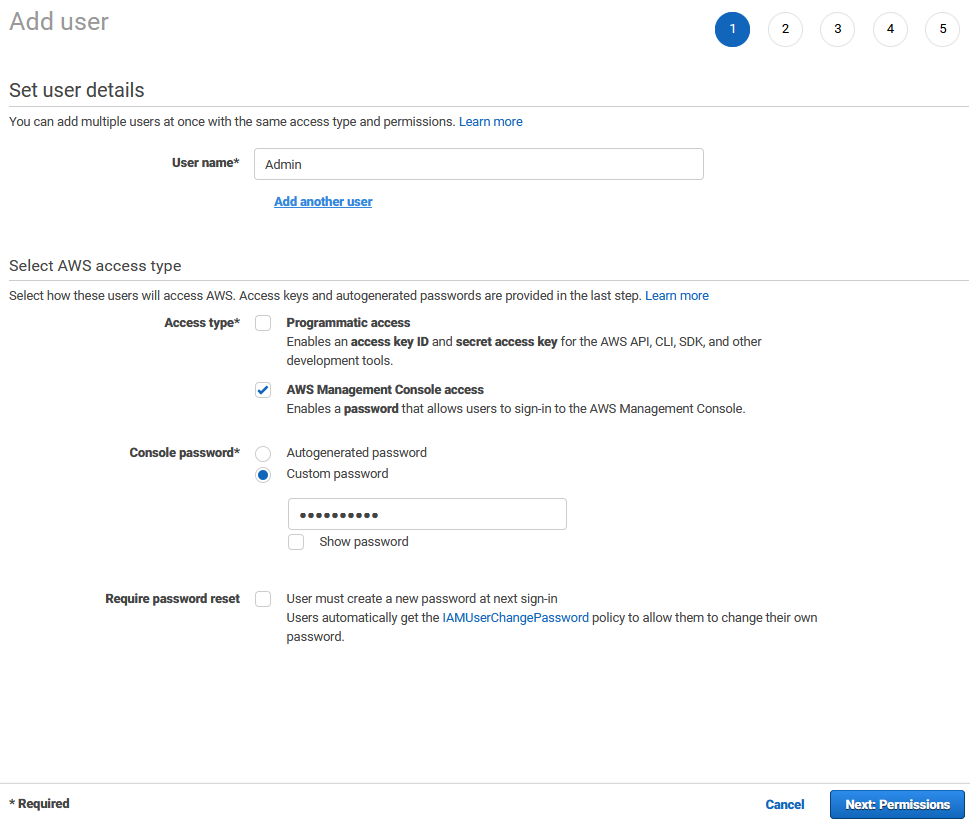 Add user
1 2 3 4 5
Set user details
You can add multiple users at once with the same access type and permissions. Learn more
User name* Admin
Add another user
Select AWS access type
Select how these users will access AWS. Access keys and autogenerated passwords are provided in the last step. Learn more
Access type* Programmatic access
Enables an access key ID and secret access key for the AWS API, CLI, SDK, and other
development tools.
AWS Management Console access
Enables a password that allows users to sign-in to the AWS Management Console.
Console password* Autogenerated password
Custom password
••••••••••
Show password
Require password reset User must create a new password at next sign-in
Users automatically get the IAMUserChangePassword policy to allow them to change their own
password.
* Required Cancel Next: Permissions